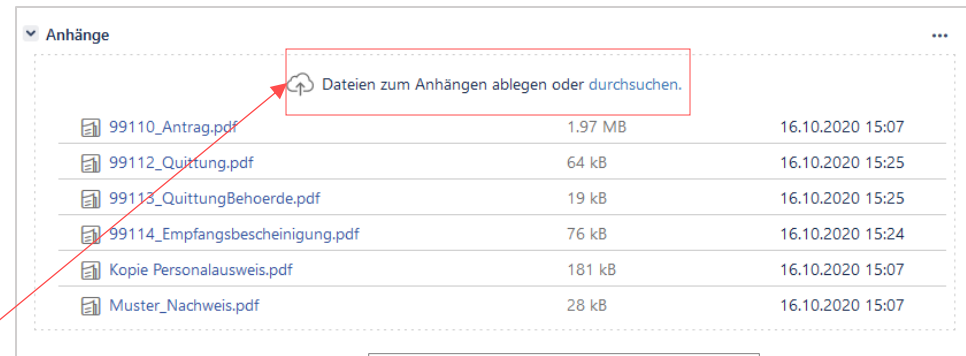 Anhänge
Dateien zum Anhängen ablegen oder durchsuchen.
99110_Antrag.pdf 1.97 MB 16.10.2020 15:07
99112_Quittung.pdf 64 kB 16.10.2020 15:25
99113_QuittungBehoerde.pdf 19 kB 16.10.2020 15:25
99114_Empfangsbescheinigung.pdf 76 kB 16.10.2020 15:24
Kopie Personalausweis.pdf 181 kB 16.10.2020 15:07
Muster_Nachweis.pdf 28 kB 16.10.2020 15:07